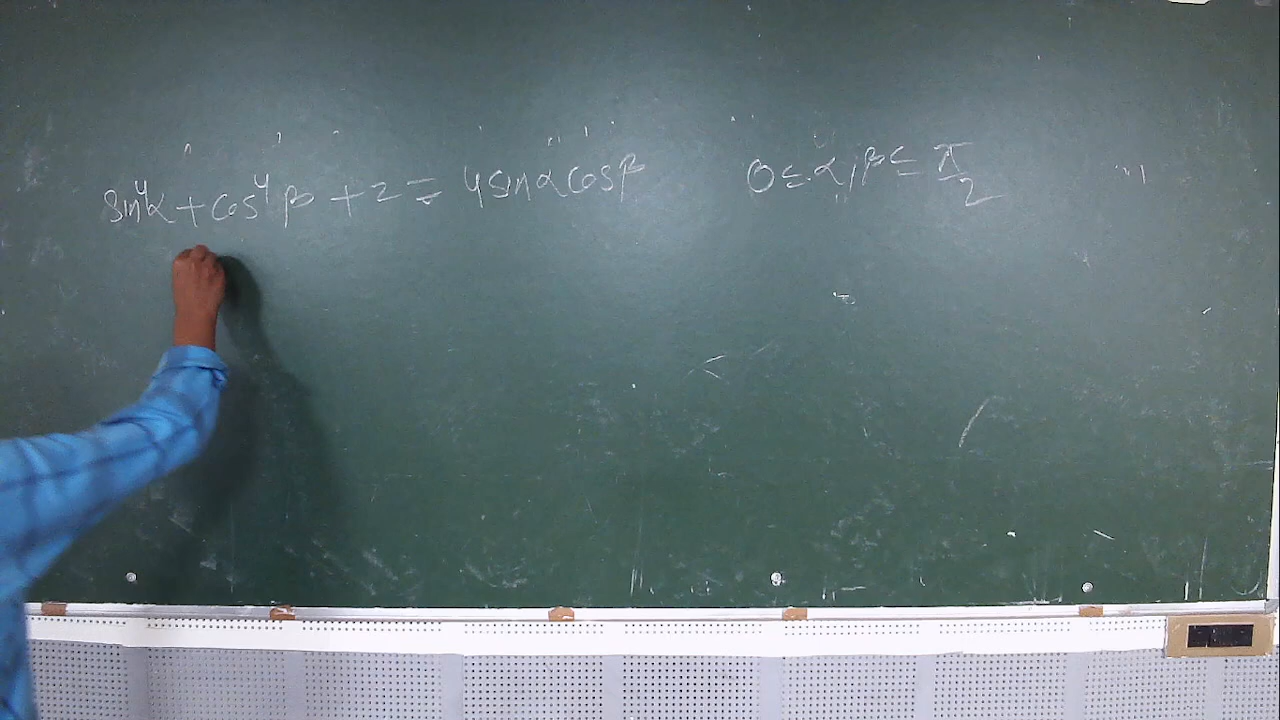 sin⁴α + cos⁴β + 2 = 4 sinα cosβ 0 ≤ α, β ≤ π/2